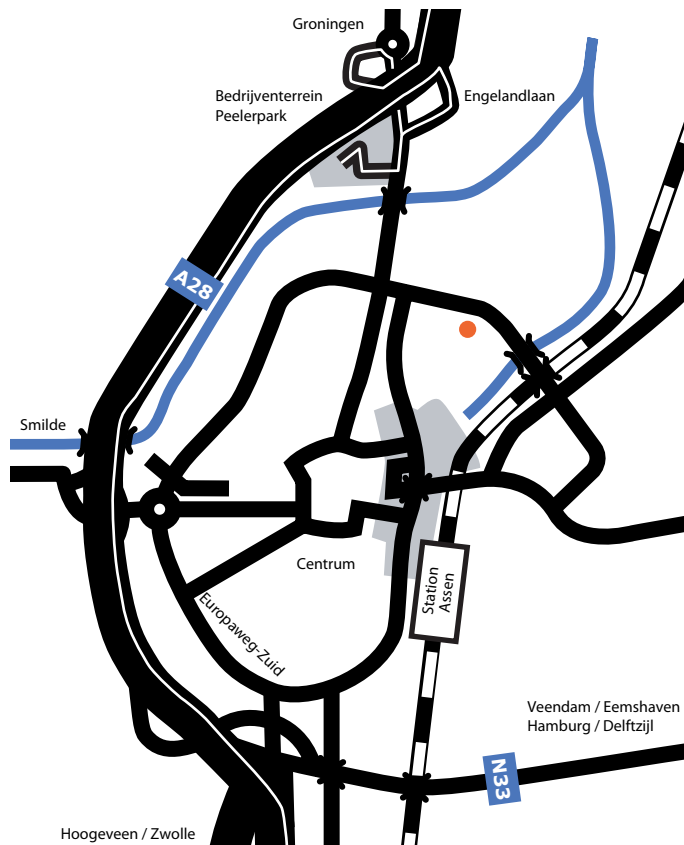 Groningen
Bedrijventerrein
Peelerpark
Engelandlaan
A28
Smilde
Centrum
Station
Assen
Europaweg-Zuid
Veendam / Eemshaven
Hamburg / Delftzijl
N33
Hoogeveen / Zwolle